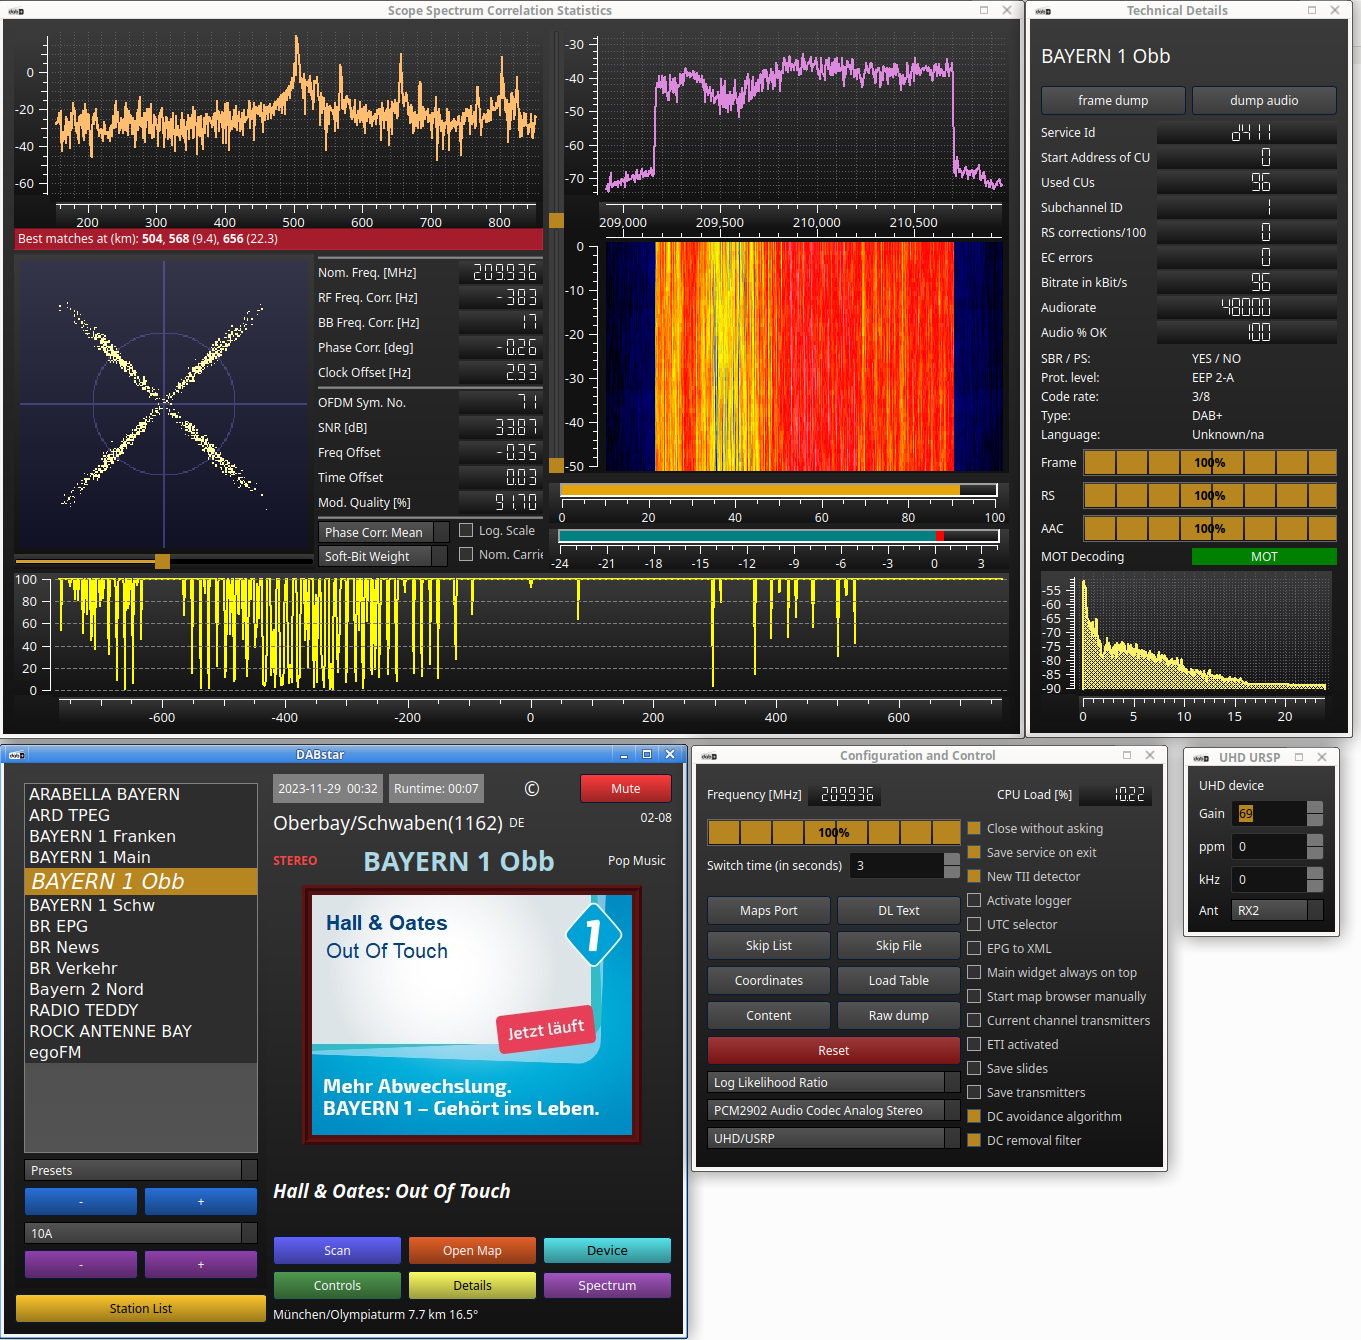 Scope Spectrum Correlation Statistics
0
-20
-40
-60
200 300 400 500 600 700 800
Best matches at (km): 504, 568 (9.4), 656 (22.3)
-30
-40
-50
-60
-70
209,000 209,500 210,000 210,500
0
-10
-20
-30
-40
-50
Nom. Freq. [MHz] 209.936
RF Freq. Corr. [Hz] -383
BB Freq. Corr. [Hz] 17
Phase Corr. [deg] -0.26
Clock Offset [Hz] 2.93
OFDM Sym. No. 71
SNR [dB] 33.87
Freq Offset -0.35
Time Offset 0.03
Mod. Quality [%] 91.70
Phase Corr. Mean
Log. Scale
Soft-Bit Weight
Nom. Carrie
0 20 40 60 80 100
-24 -21 -18 -15 -12 -9 -6 -3 0 3
100
80
60
40
20
0
-600 -400 -200 0 200 400 600
Technical Details
BAYERN 1 Obb
frame dump
dump audio
Service Id d411
Start Address of CU 0
Used CUs 96
Subchannel ID 1
RS corrections/100 0
EC errors 0
Bitrate in kBit/s 96
Audiorate 48000
Audio % OK 100
SBR / PS: YES / NO
Prot. level: EEP 2-A
Code rate: 3/8
Type: DAB+
Language: Unknown/na
Frame 100%
RS 100%
AAC 100%
MOT Decoding MOT
-55
-60
-65
-70
-75
-80
-85
-90
0 5 10 15 20
DABstar
ARABELLA BAYERN
ARD TPEG
BAYERN 1 Franken
BAYERN 1 Main
BAYERN 1 Obb
BAYERN 1 Schw
BR EPG
BR News
BR Verkehr
Bayern 2 Nord
RADIO TEDDY
ROCK ANTENNE BAY
egoFM
Presets
- +
10A
- +
Station List
2023-11-29 00:32
Runtime: 00:07
©
Mute
Oberbay/Schwaben(1162) DE
02-08
STEREO
BAYERN 1 Obb
Pop Music
Hall & Oates
Out Of Touch
1
Jetzt läuft
Mehr Abwechslung.
BAYERN 1 – Gehört ins Leben.
Hall & Oates: Out Of Touch
Scan
Open Map
Device
Controls
Details
Spectrum
München/Olympiaturm 7.7 km 16.5°
Configuration and Control
Frequency [MHz] 209.936
CPU Load [%] 10.22
100%
Switch time (in seconds) 3
Maps Port
DL Text
Skip List
Skip File
Coordinates
Load Table
Content
Raw dump
Reset
Log Likelihood Ratio
PCM2902 Audio Codec Analog Stereo
UHD/USRP
Close without asking
Save service on exit
New TII detector
Activate logger
UTC selector
EPG to XML
Main widget always on top
Start map browser manually
Current channel transmitters
ETI activated
Save slides
Save transmitters
DC avoidance algorithm
DC removal filter
UHD URSP
UHD device
Gain 69
ppm 0
kHz 0
Ant RX2